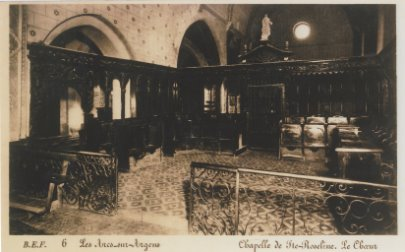 B.E.F. 6 Les Arcs-sur-Argens Chapelle de Ste-Roseline. Le Chœur